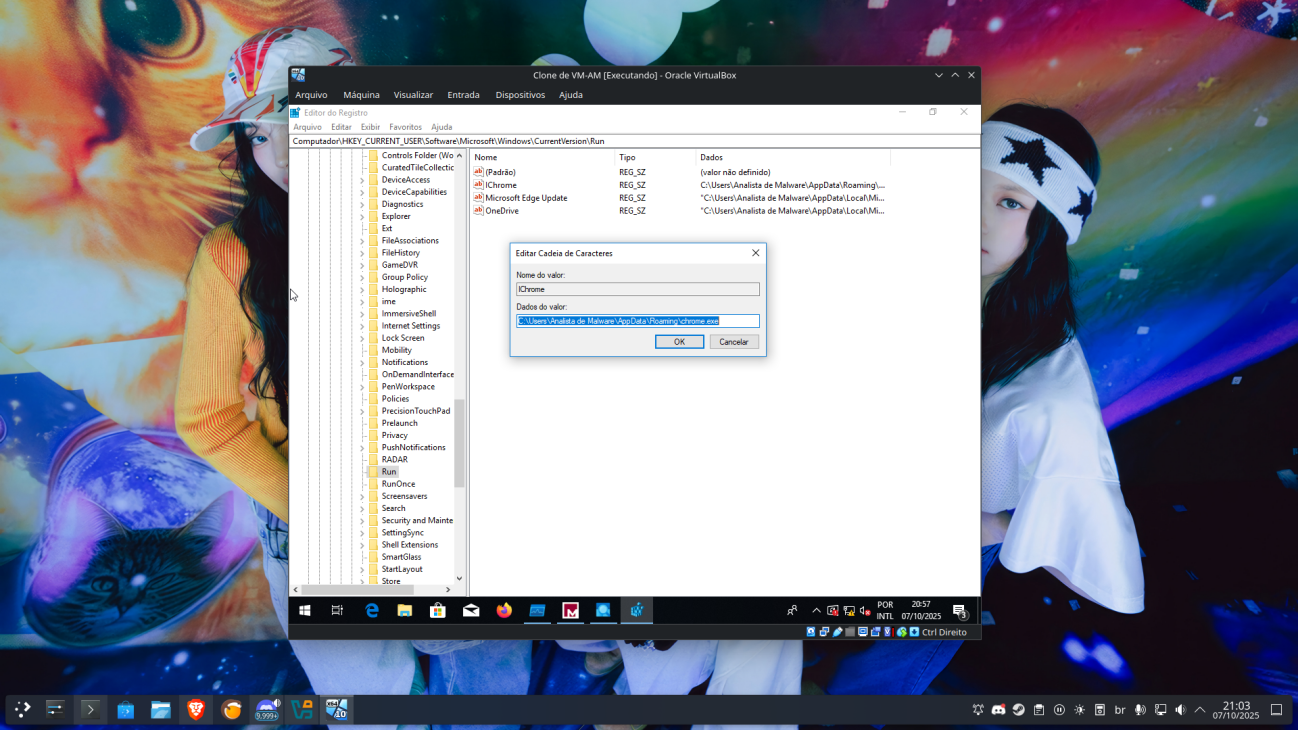 Clone de VM-AM [Executando] - Oracle VirtualBox
Arquivo Máquina Visualizar Entrada Dispositivos Ajuda
Editor do Registro
Arquivo Editar Exibir Favoritos Ajuda
Computador\HKEY_CURRENT_USER\Software\Microsoft\Windows\CurrentVersion\Run
Controls Folder (Wo
CuratedTileCollectic
DeviceAccess
DeviceCapabilities
Diagnostics
Explorer
Ext
FileAssociations
FileHistory
GameDVR
Group Policy
Holographic
ime
ImmersiveShell
Internet Settings
Lock Screen
Mobility
Notifications
OnDemandInterface
PenWorkspace
Policies
PrecisionTouchPad
Prelaunch
Privacy
PushNotifications
RADAR
Run
RunOnce
Screensavers
Search
Security and Mainte
SettingSync
Shell Extensions
SmartGlass
StartLayout
Store
Nome Tipo Dados
(Padrão) REG_SZ (valor não definido)
IChrome REG_SZ C:\Users\Analista de Malware\AppData\Roaming\...
Microsoft Edge Update REG_SZ "C:\Users\Analista de Malware\AppData\Local\Mi...
OneDrive REG_SZ "C:\Users\Analista de Malware\AppData\Local\Mi...
Editar Cadeia de Caracteres
Nome do valor:
IChrome
Dados do valor:
C:\Users\Analista de Malware\AppData\Roaming\chrome.exe
OK Cancelar
POR
INTL
20:57
07/10/2025
3
Ctrl Direito
9,999+
x64
10
br
21:03
07/10/2025